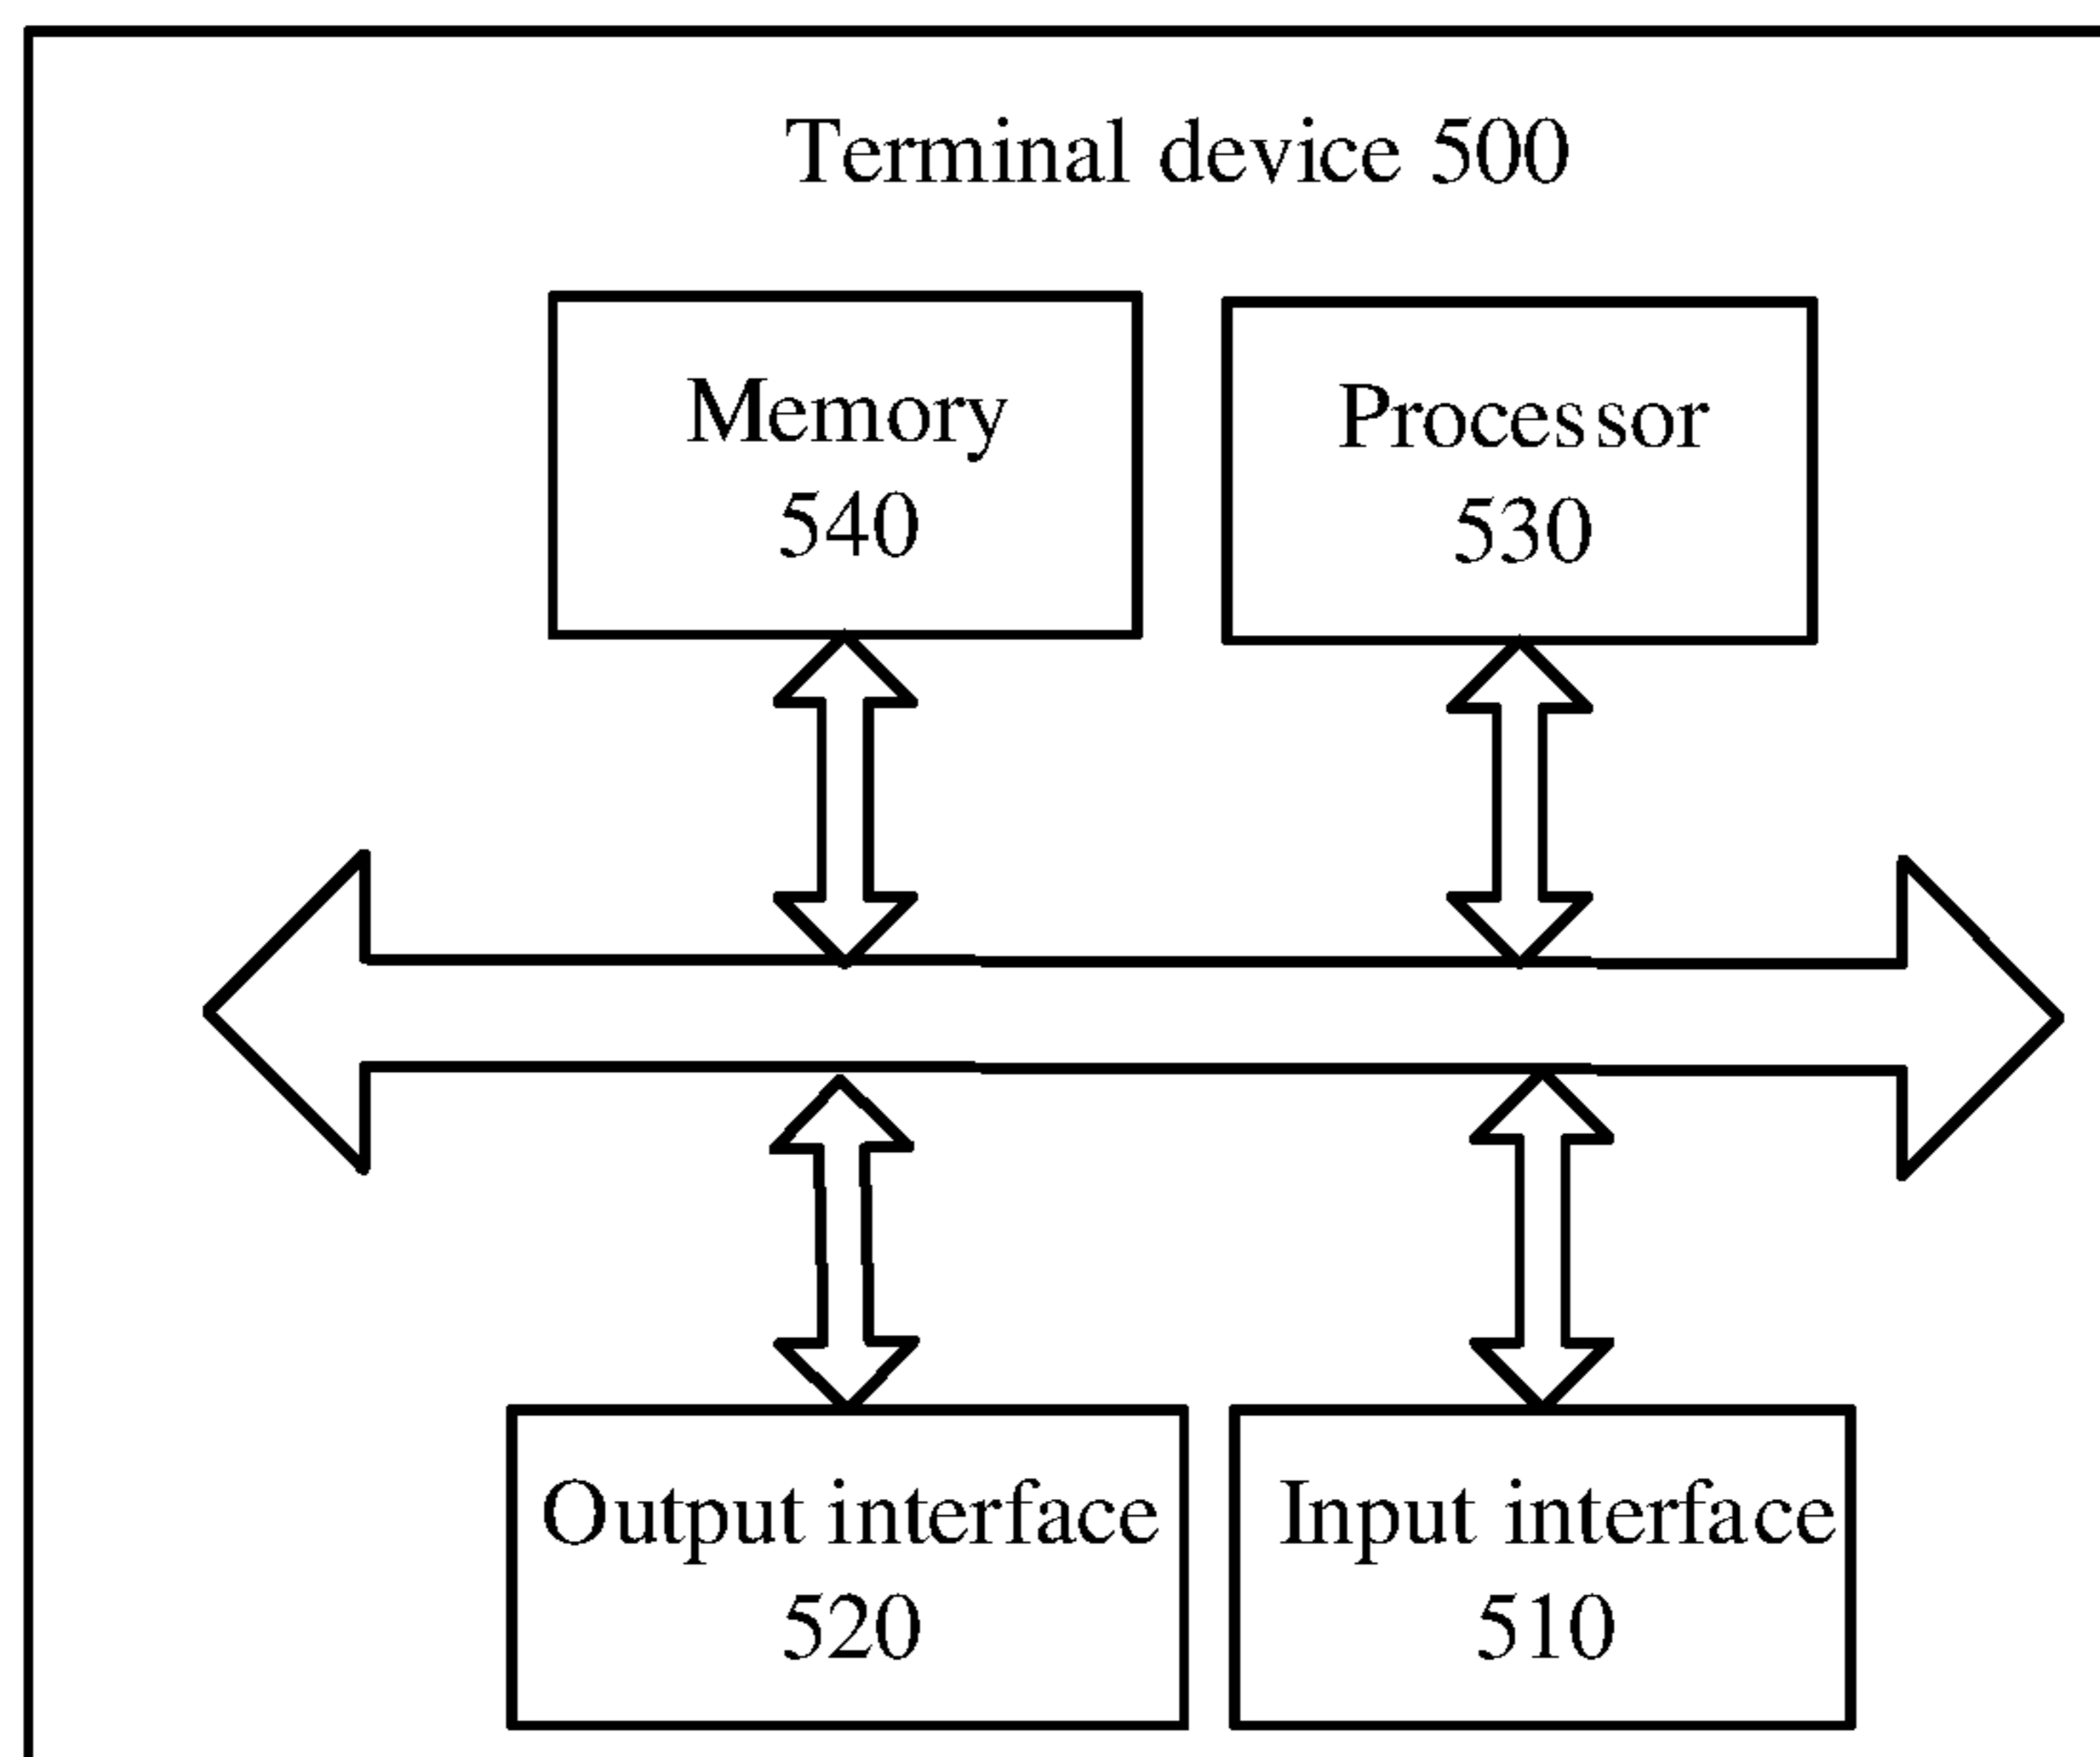 Terminal device 500
Memory
540
Processor
530
Output interface
520
Input interface
510